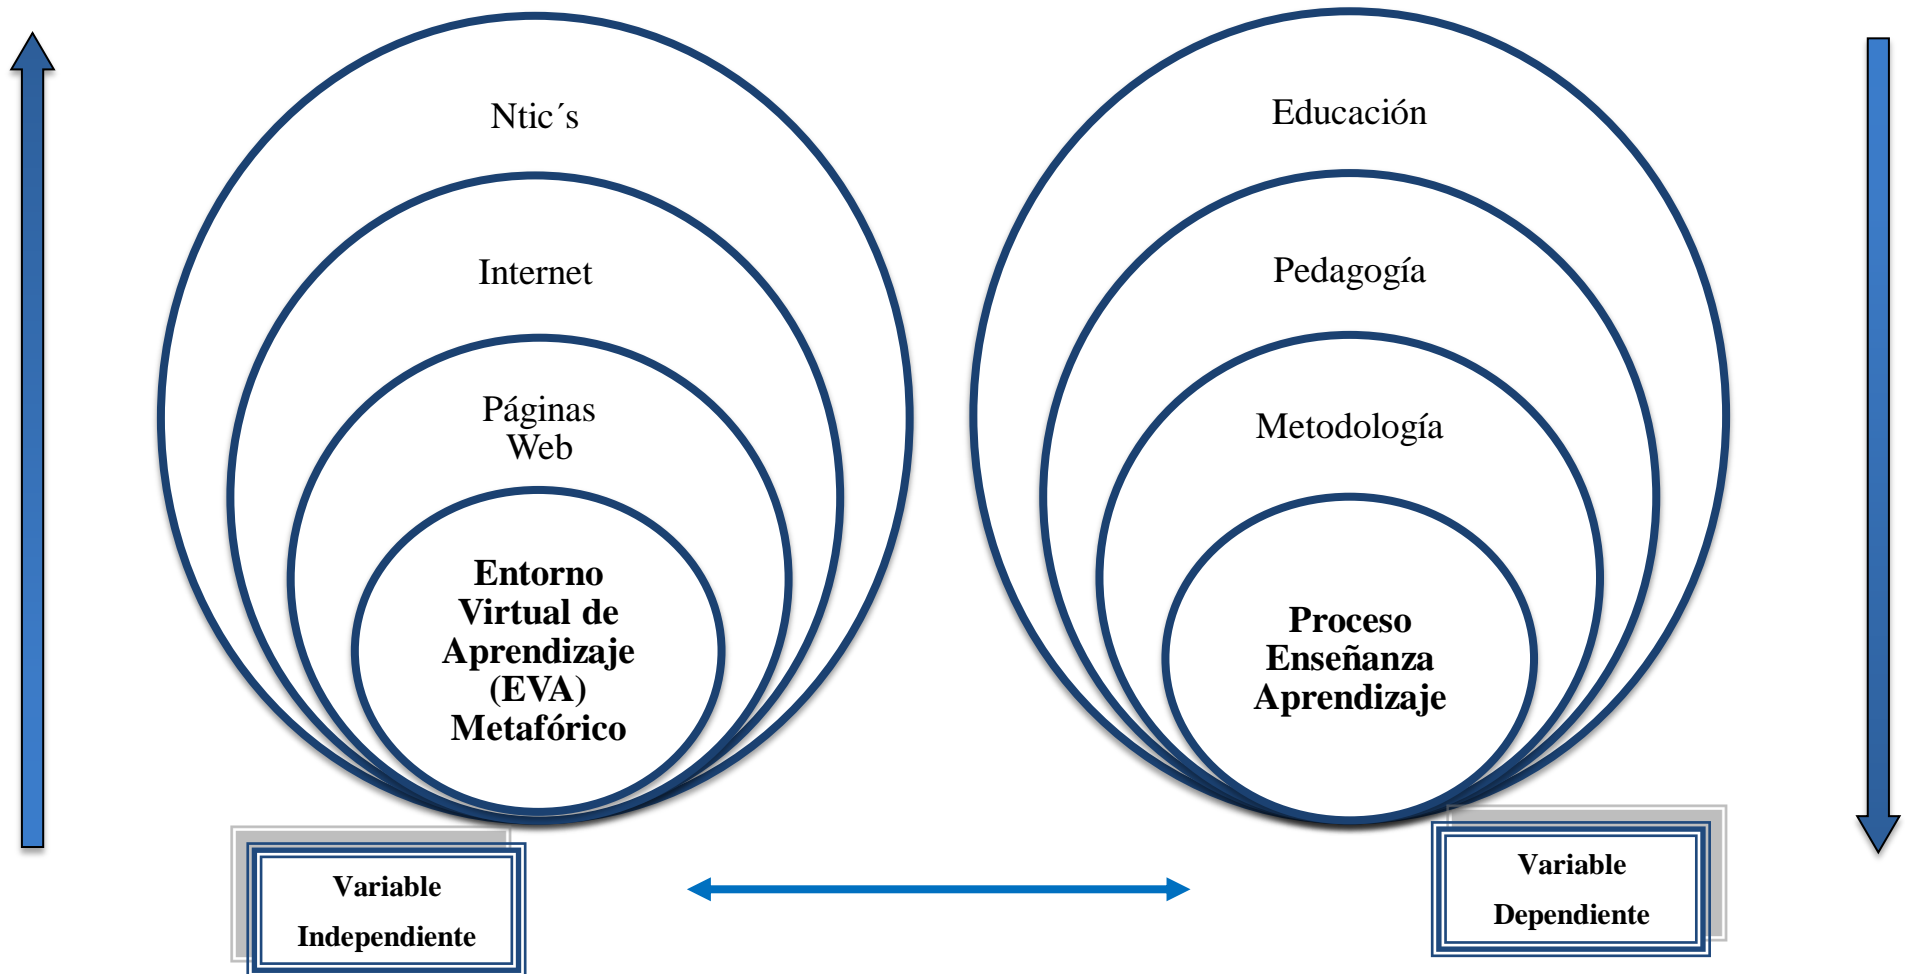 Ntic´s
Internet
Páginas
Web
Entorno
Virtual de
Aprendizaje
(EVA)
Metafórico
Variable
Independiente
Educación
Pedagogía
Metodología
Proceso
Enseñanza
Aprendizaje
Variable
Dependiente